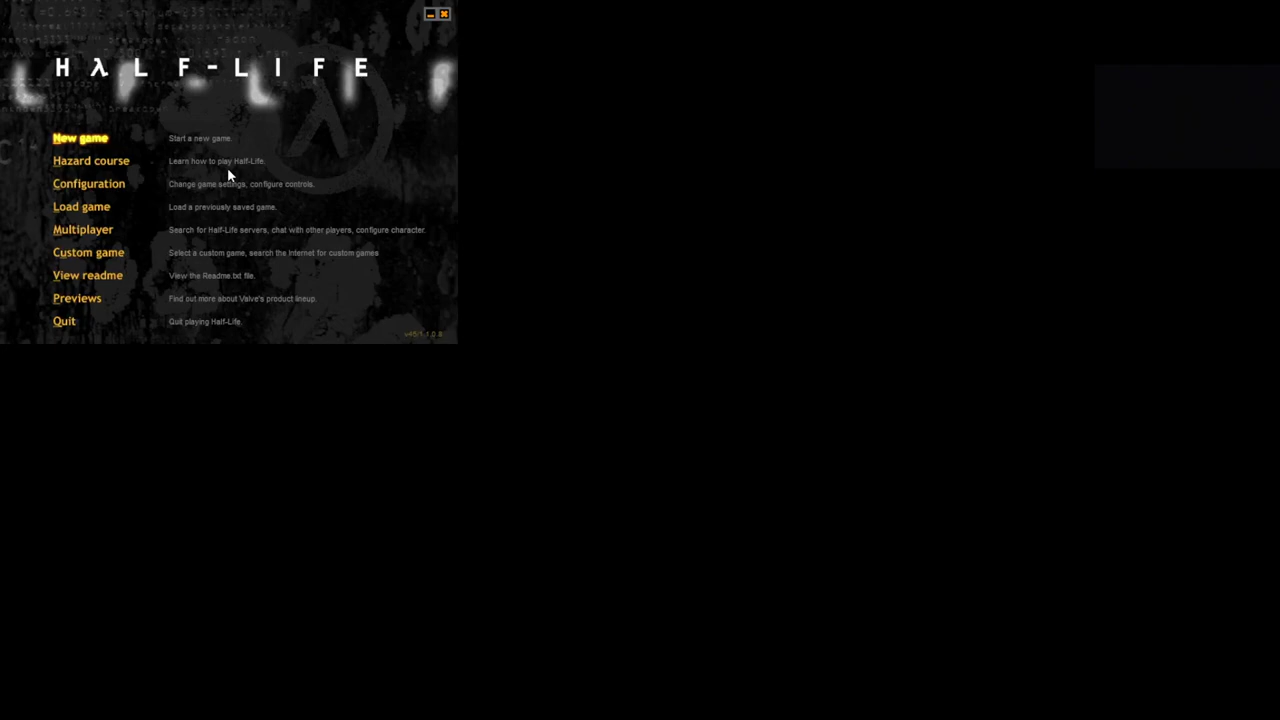 HλLF-LIFE
New game Start a new game.
Hazard course Learn how to play Half-Life.
Configuration Change game settings, configure controls.
Load game Load a previously saved game.
Multiplayer Search for Half-Life servers, chat with other players, configure character.
Custom game Select a custom game, search the Internet for custom games
View readme View the Readme.txt file.
Previews Find out more about Valve's product lineup.
Quit Quit playing Half-Life